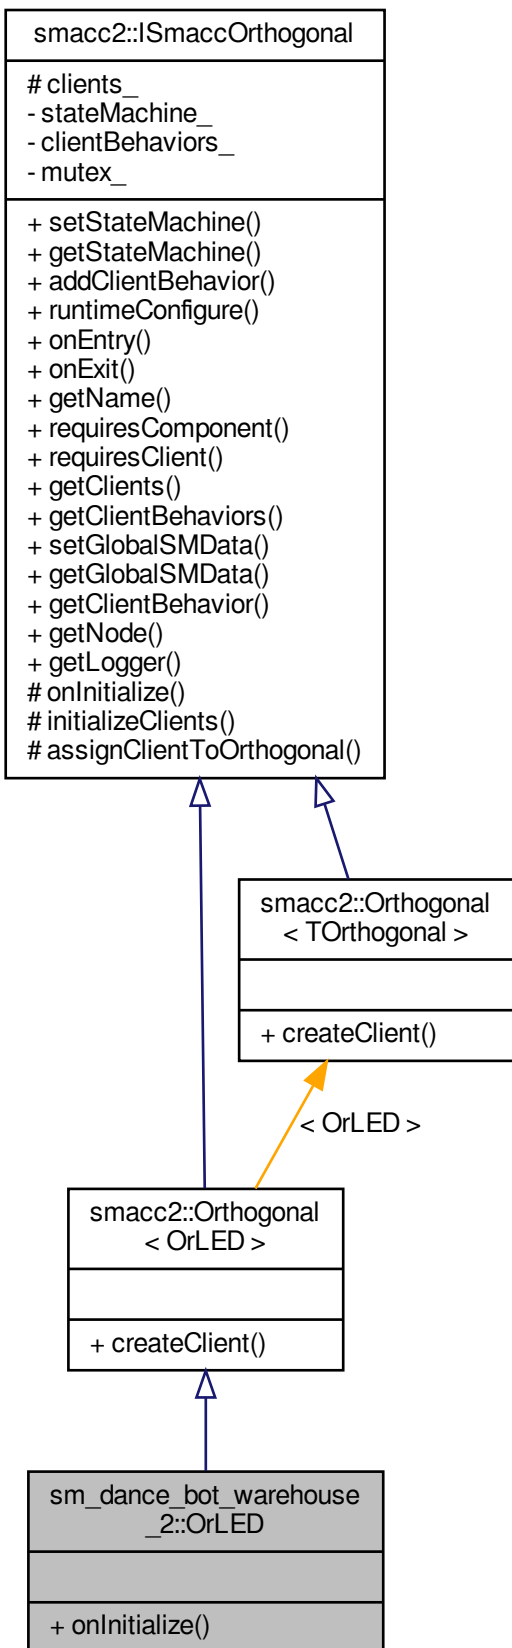 smacc2::ISmaccOrthogonal
# clients_
- stateMachine_
- clientBehaviors_
- mutex_
+ setStateMachine()
+ getStateMachine()
+ addClientBehavior()
+ runtimeConfigure()
+ onEntry()
+ onExit()
+ getName()
+ requiresComponent()
+ requiresClient()
+ getClients()
+ getClientBehaviors()
+ setGlobalSMData()
+ getGlobalSMData()
+ getClientBehavior()
+ getNode()
+ getLogger()
# onInitialize()
# initializeClients()
# assignClientToOrthogonal()
smacc2::Orthogonal
< TOrthogonal >
+ createClient()
< OrLED >
smacc2::Orthogonal
< OrLED >
+ createClient()
sm_dance_bot_warehouse
_2::OrLED
+ onInitialize()